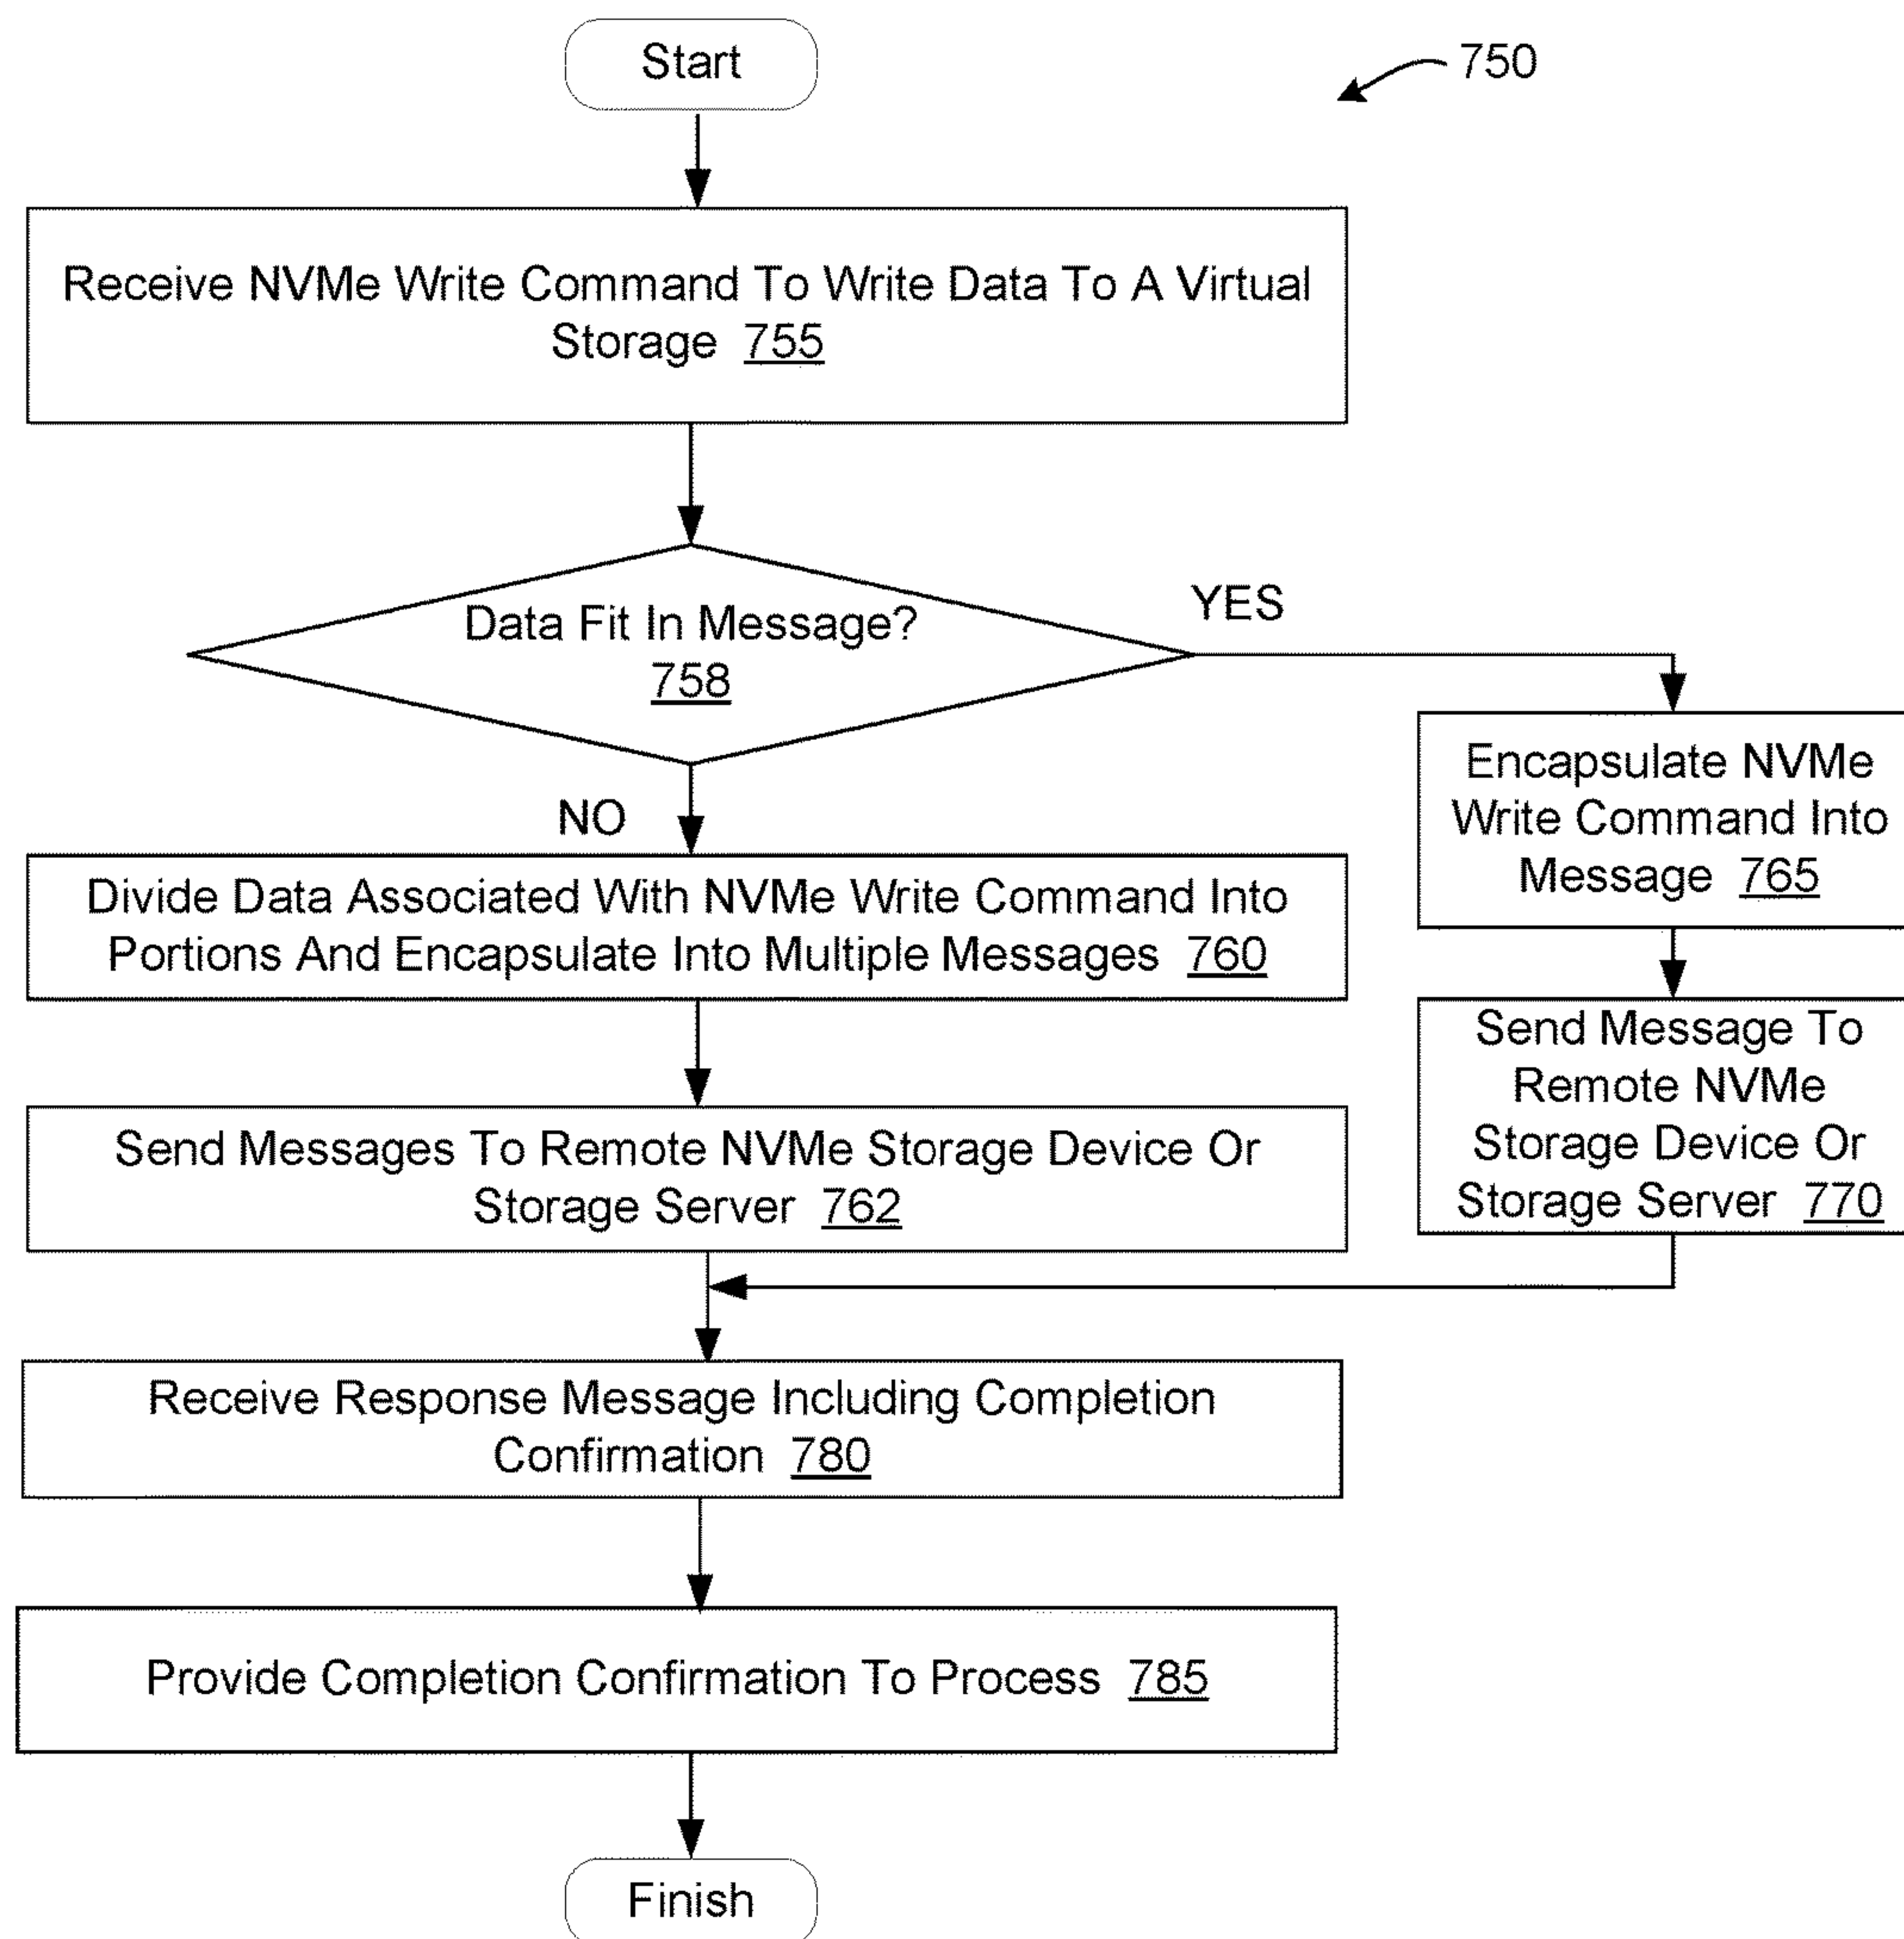 Start
750
Receive NVMe Write Command To Write Data To A Virtual
Storage 755
Data Fit In Message?
758
YES
NO
Encapsulate NVMe
Write Command Into
Message 765
Divide Data Associated With NVMe Write Command Into
Portions And Encapsulate Into Multiple Messages 760
Send Message To
Remote NVMe
Storage Device Or
Storage Server 770
Send Messages To Remote NVMe Storage Device Or
Storage Server 762
Receive Response Message Including Completion
Confirmation 780
Provide Completion Confirmation To Process 785
Finish